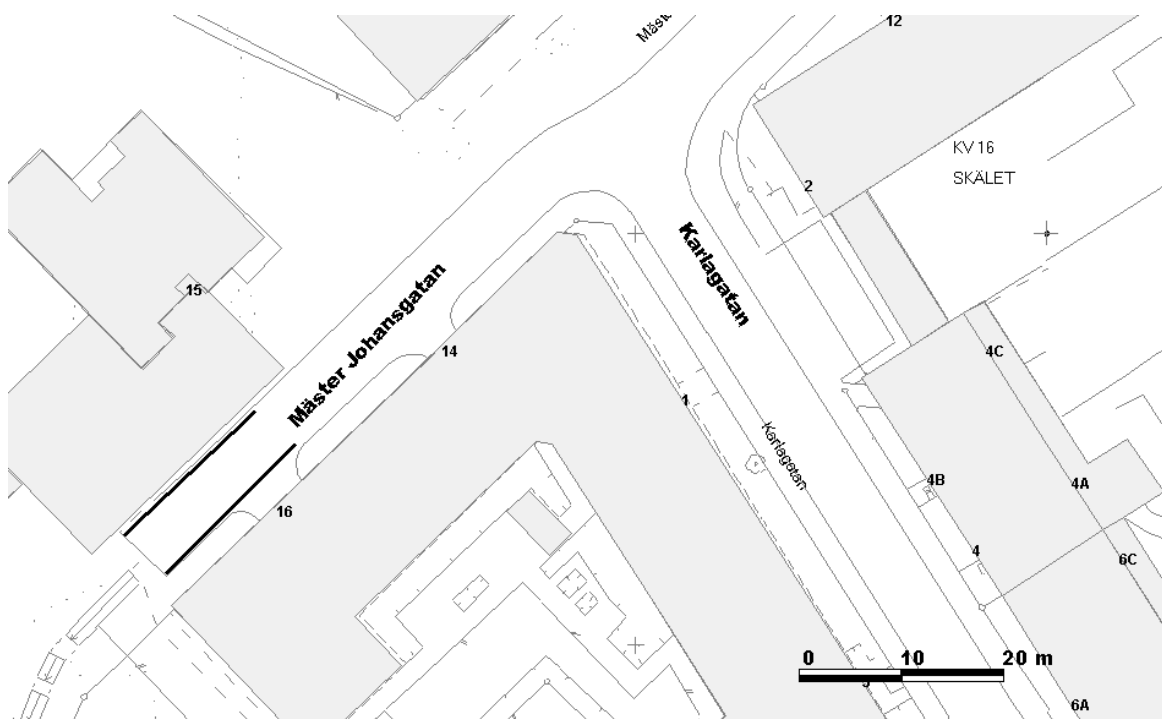 12
Mäste
KV 16
SKÄLET
2
Karlagatan
15
Mäster Johansgatan
14
4C
1
Karlagatan
4B
4A
16
4
6C
0 10 20 m
6A